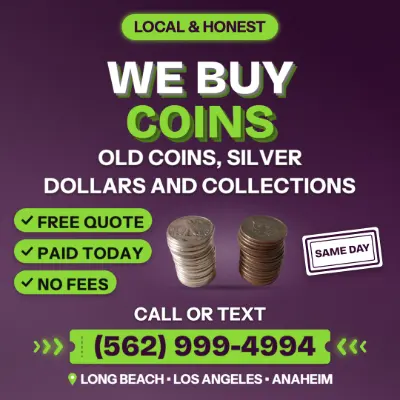 LOCAL & HONEST
WE BUY
COINS
OLD COINS, SILVER
DOLLARS AND COLLECTIONS
FREE QUOTE
PAID TODAY
NO FEES
SAME DAY
CALL OR TEXT
(562) 999-4994
LONG BEACH • LOS ANGELES • ANAHEIM